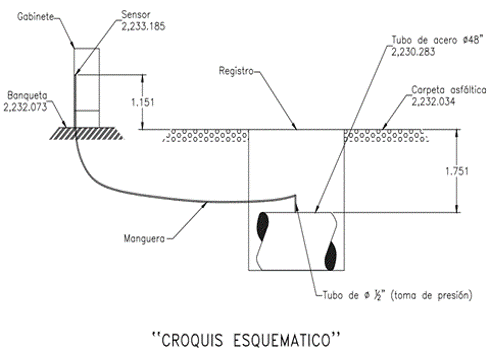 Gabinete
Sensor
2,233.185
Tubo de acero ø48"
2,230.283
Registro
Banqueta
2,232.073
1.151
Carpeta asfáltica
2,232.034
1.751
Manguera
Tubo de ø ½" (toma de presión)
"CROQUIS ESQUEMATICO"